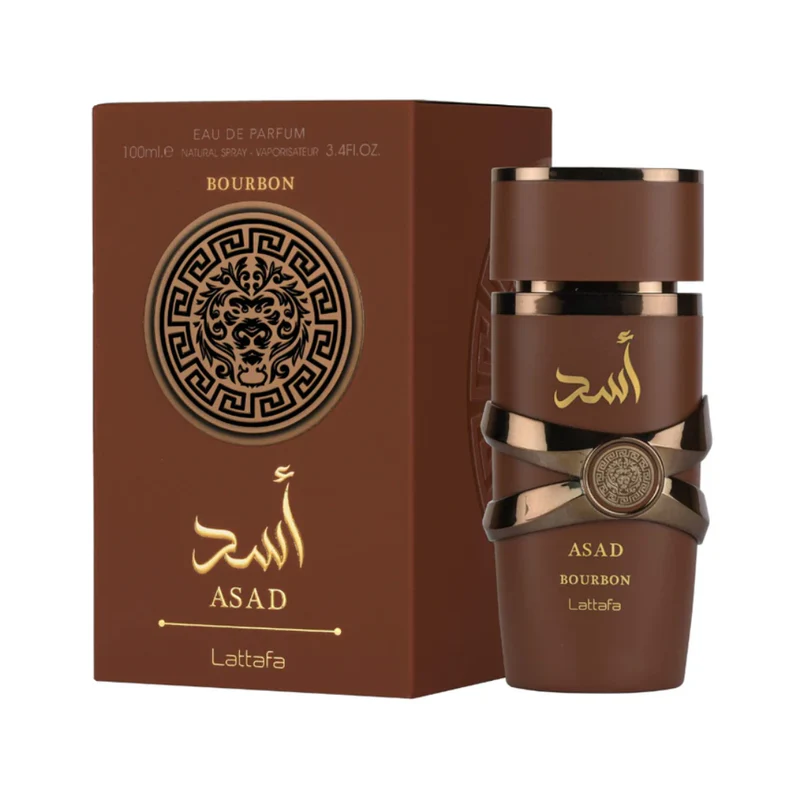 EAU DE PARFUM
100ml.e NATURAL SPRAY - VAPORISATEUR 3.4FL.OZ.
BOURBON
أسد
ASAD
Lattafa
أسد
ASAD
BOURBON
Lattafa